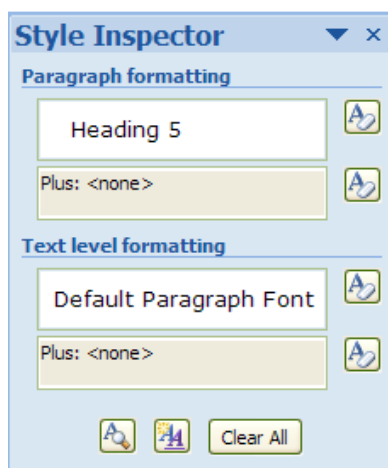 Style Inspector
Paragraph formatting
Heading 5
Plus: <none>
Text level formatting
Default Paragraph Font
Plus: <none>
Clear All